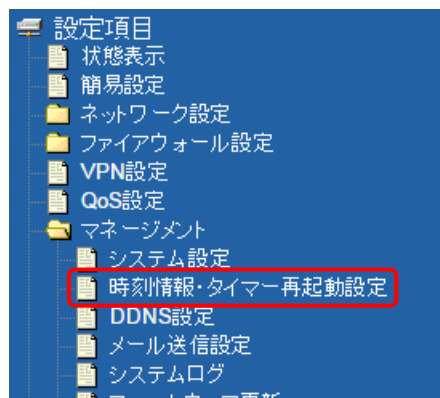 設定項目
状態表示
簡易設定
ネットワーク設定
ファイアウォール設定
VPN設定
QoS設定
マネージメント
システム設定
時刻情報・タイマー再起動設定
DDNS設定
メール送信設定
システムログ